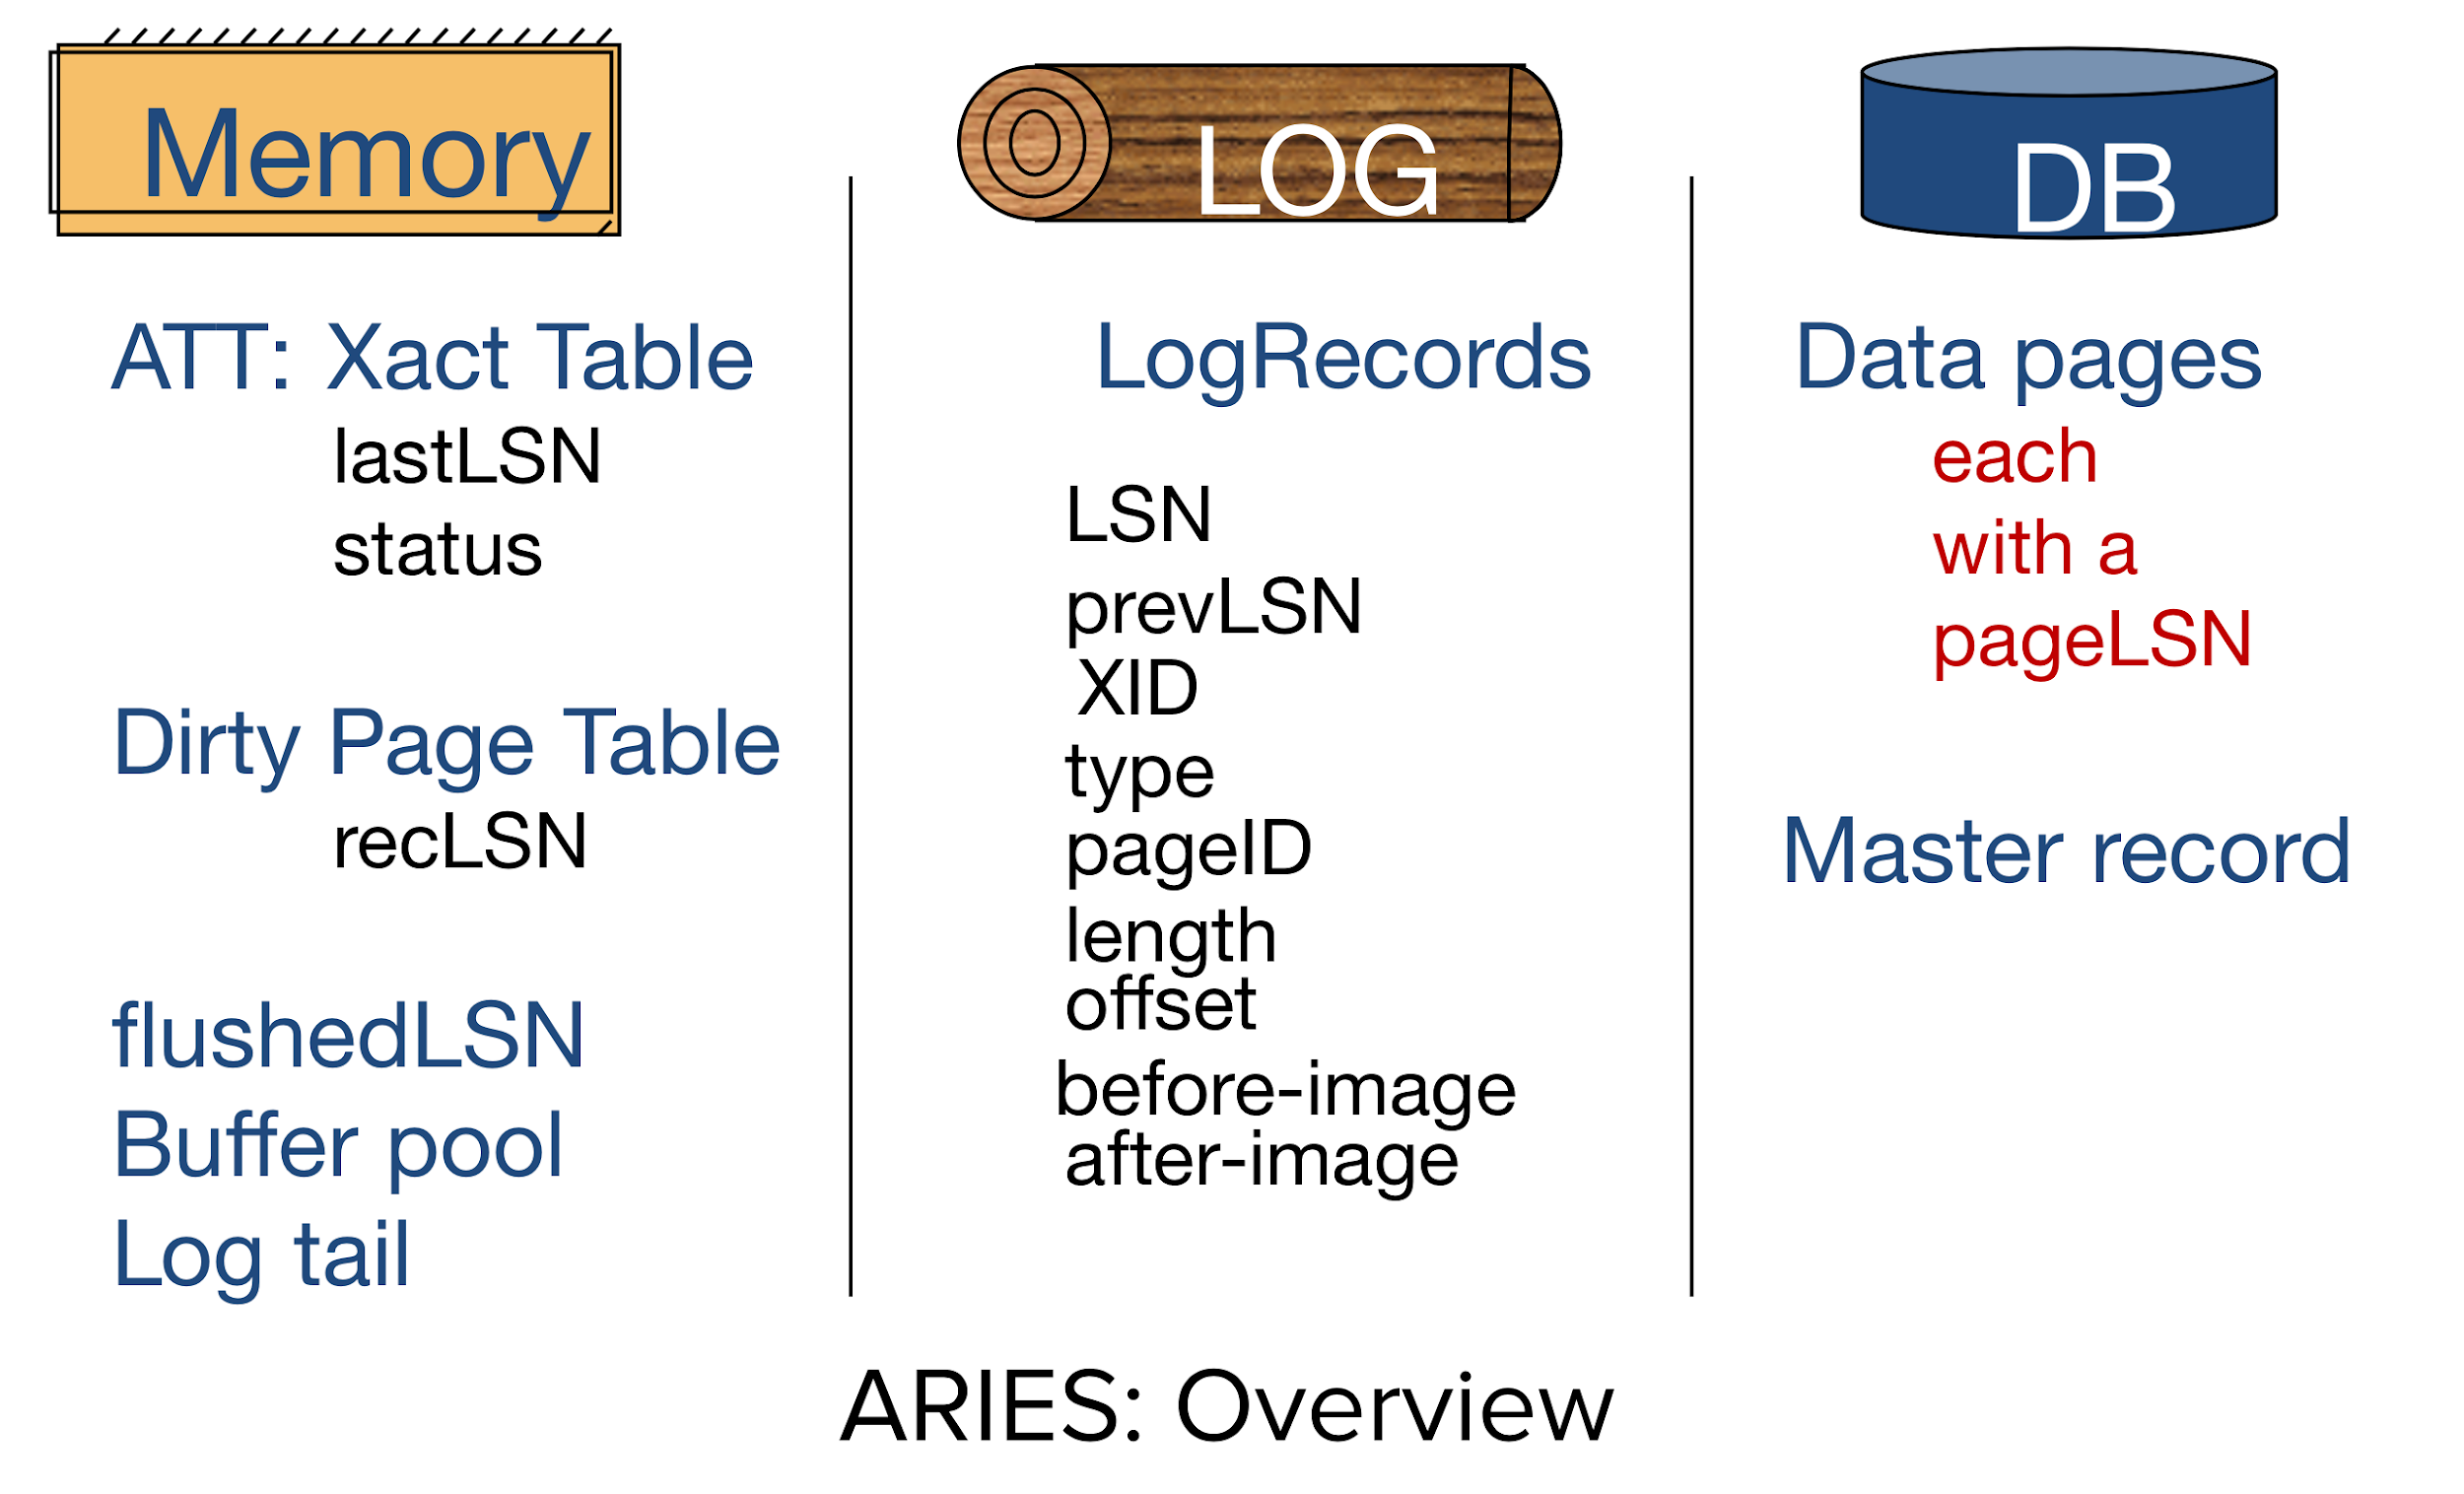 Memory
ATT: Xact Table
lastLSN
status
Dirty Page Table
recLSN
flushedLSN
Buffer pool
Log tail
LOG
LogRecords
LSN
prevLSN
XID
type
pageID
length
offset
before-image
after-image
DB
Data pages
each
with a
pageLSN
Master record
ARIES: Overview